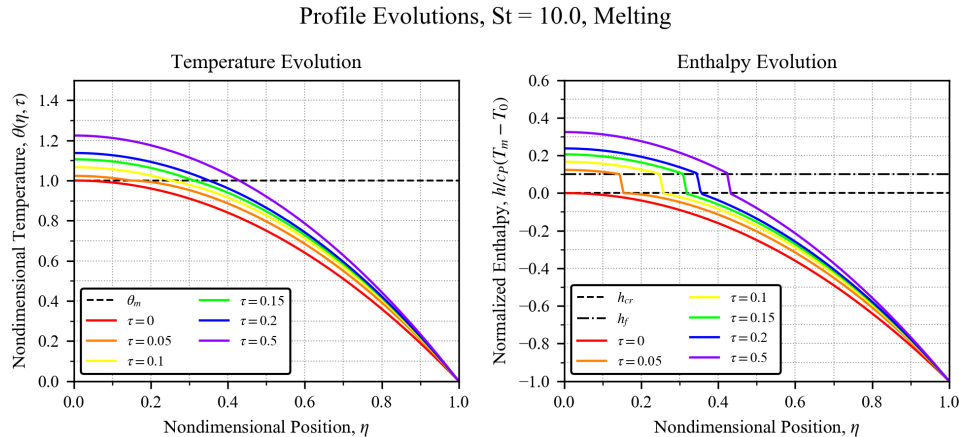 Profile Evolutions, St = 10.0, Melting
Temperature Evolution
Nondimensional Temperature, θ(η, τ)
1.4
1.2
1.0
0.8
0.6
0.4
0.2
0.0
θm
τ = 0
τ = 0.05
τ = 0.1
τ = 0.15
τ = 0.2
τ = 0.5
0.0 0.2 0.4 0.6 0.8 1.0
Nondimensional Position, η
Enthalpy Evolution
Normalized Enthalpy, h/cP(Tm − T0)
0.6
0.4
0.2
0.0
−0.2
−0.4
−0.6
−0.8
−1.0
hcr
hf
τ = 0
τ = 0.05
τ = 0.1
τ = 0.15
τ = 0.2
τ = 0.5
0.0 0.2 0.4 0.6 0.8 1.0
Nondimensional Position, η